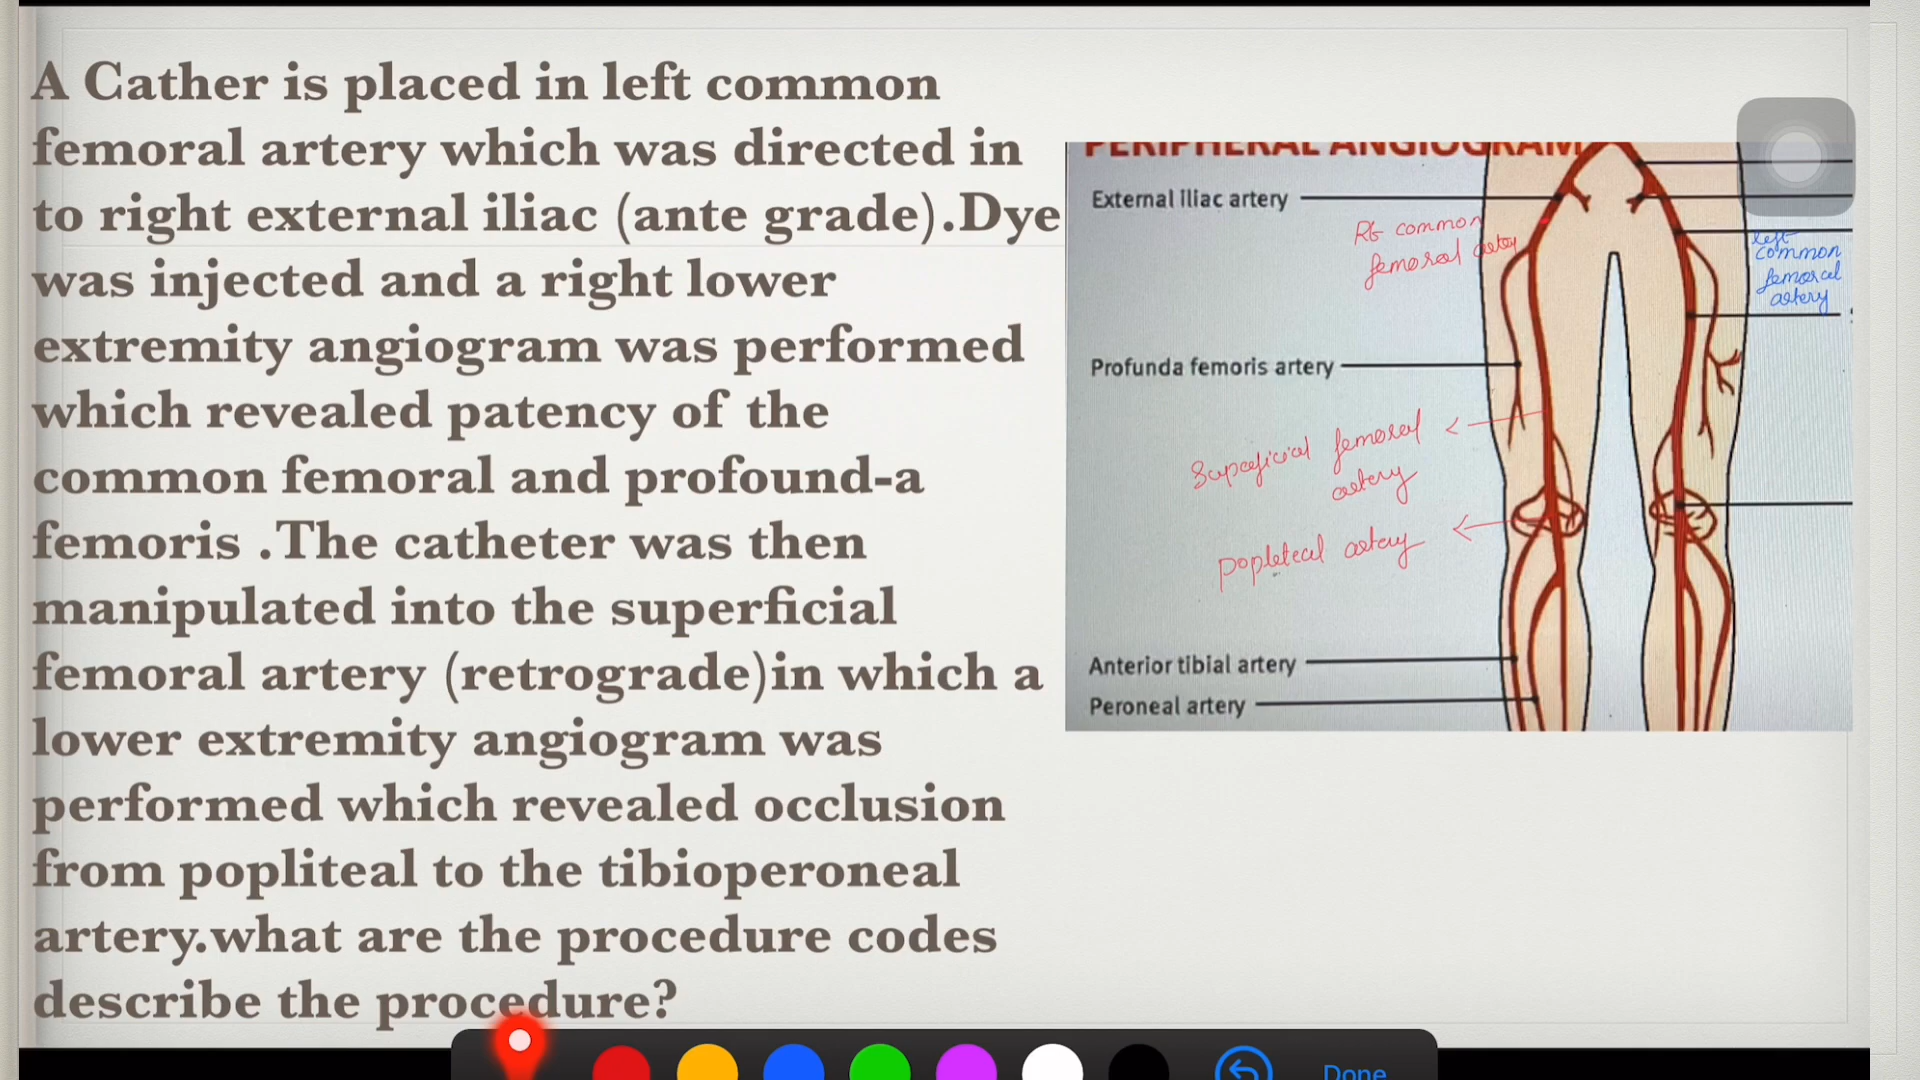 A Cather is placed in left common
femoral artery which was directed in
to right external iliac (ante grade).Dye
was injected and a right lower
extremity angiogram was performed
which revealed patency of the
common femoral and profound-a
femoris .The catheter was then
manipulated into the superficial
femoral artery (retrograde)in which a
lower extremity angiogram was
performed which revealed occlusion
from popliteal to the tibioperoneal
artery.what are the procedure codes
describe the procedure?
PERIPHERAL ANGIOGRAM
External iliac artery
Rt common
femoral artery
left
common
femoral
artery
Profunda femoris artery
Superficial femoral
artery
popleteal artery
Anterior tibial artery
Peroneal artery
Done